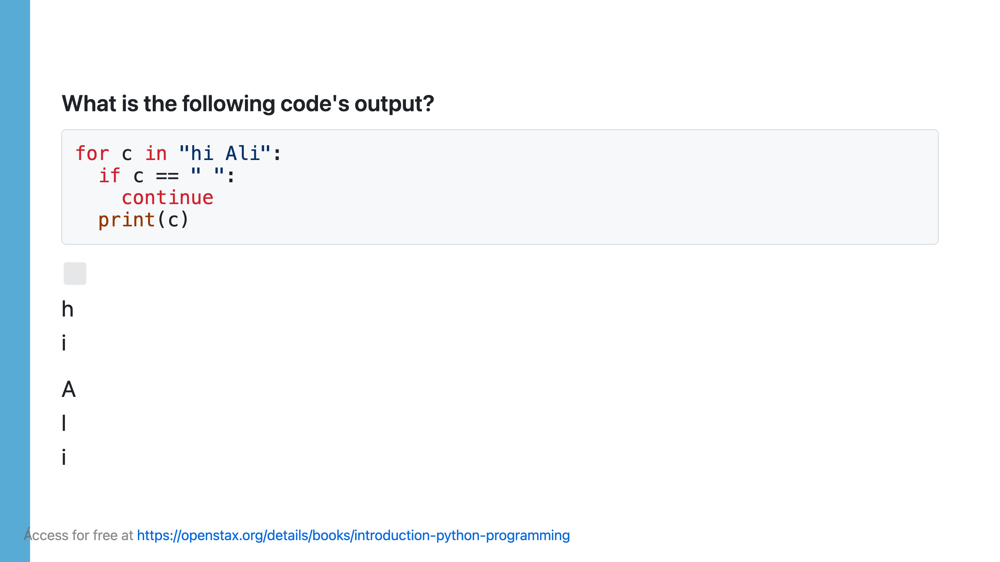 What is the following code's output?
for c in "hi Ali":
  if c == " ":
    continue
  print(c)
h
i
A
l
i
Áccess for free at https://openstax.org/details/books/introduction-python-programming